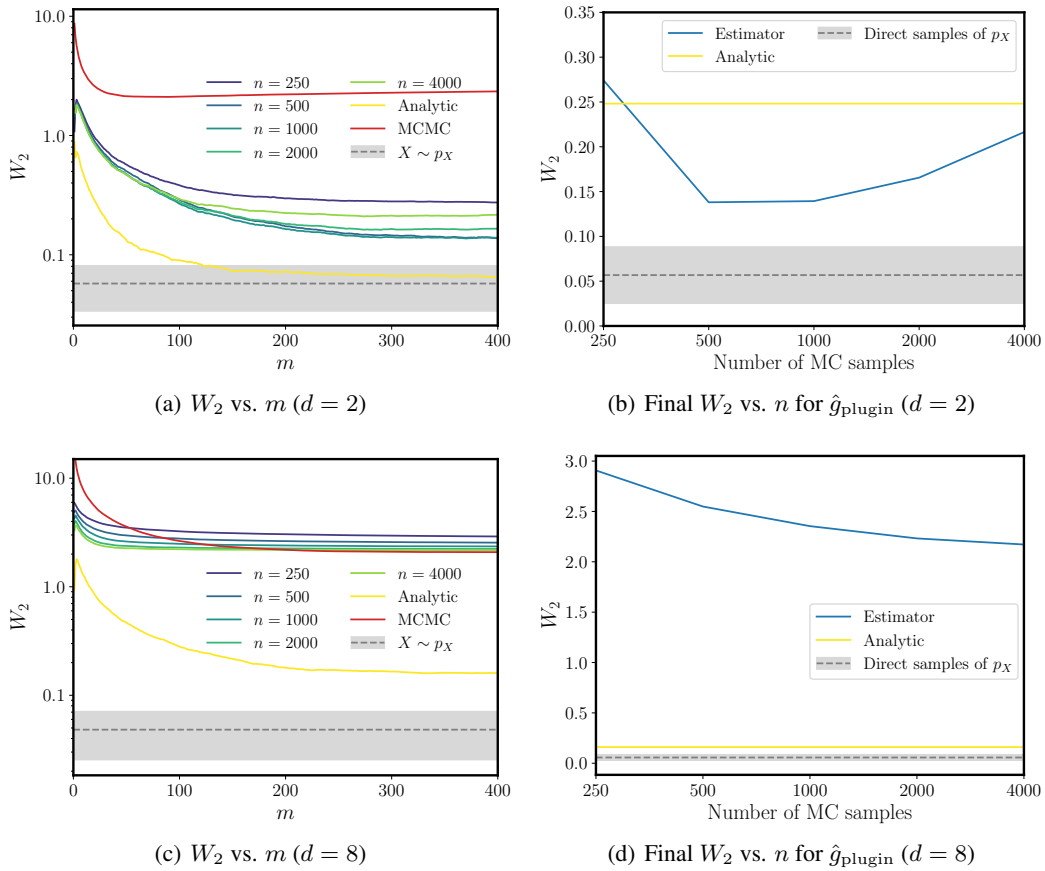 10.0
1.0
0.1
W₂
n = 250
n = 500
n = 1000
n = 2000
n = 4000
Analytic
MCMC
X ∼ p_X
0 100 200 300 400
m
(a) W₂ vs. m (d = 2)
0.35
0.30
0.25
0.20
0.15
0.10
0.05
0.00
W₂
Estimator
Analytic
Direct samples of p_X
250 500 1000 2000 4000
Number of MC samples
(b) Final W₂ vs. n for ĝ_plugin (d = 2)
10.0
1.0
0.1
W₂
n = 250
n = 500
n = 1000
n = 2000
n = 4000
Analytic
MCMC
X ∼ p_X
0 100 200 300 400
m
(c) W₂ vs. m (d = 8)
3.0
2.5
2.0
1.5
1.0
0.5
0.0
W₂
Estimator
Analytic
Direct samples of p_X
250 500 1000 2000 4000
Number of MC samples
(d) Final W₂ vs. n for ĝ_plugin (d = 8)